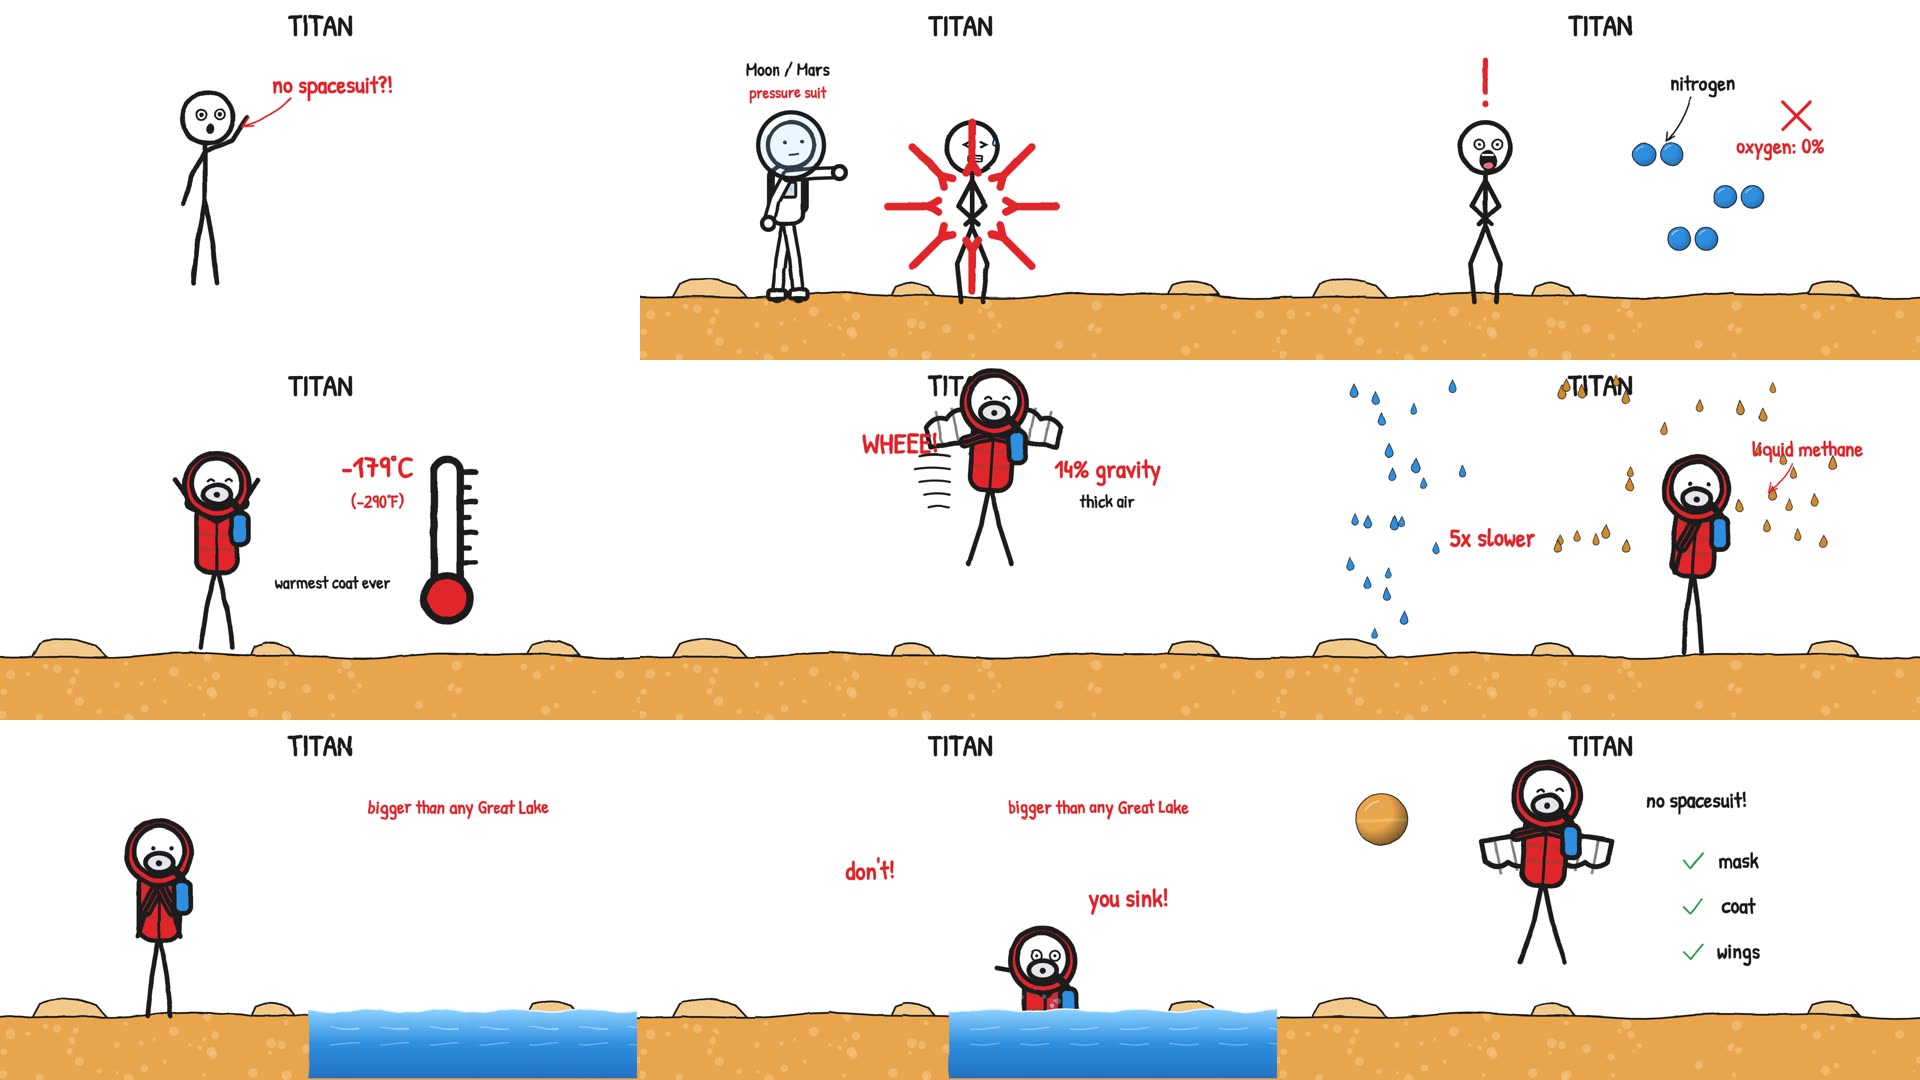 TITAN
no spacesuit?!
TITAN
Moon / Mars
pressure suit
TITAN
nitrogen
oxygen: 0%
TITAN
-179°C
(-290°F)
warmest coat ever
TITAN
WHEEE!
14% gravity
thick air
TITAN
liquid methane
5x slower
TITAN
bigger than any Great Lake
TITAN
bigger than any Great Lake
don't!
you sink!
TITAN
no spacesuit!
mask
coat
wings